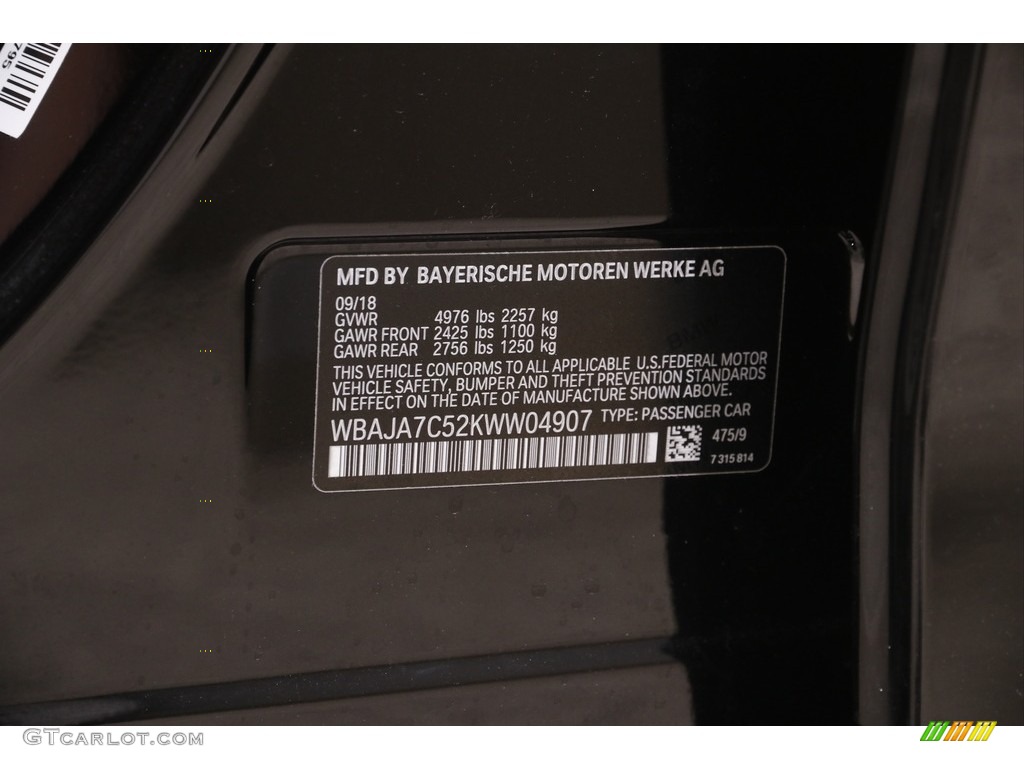 795
MFD BY BAYERISCHE MOTOREN WERKE AG
09/18
GVWR 4976 lbs 2257 kg
GAWR FRONT 2425 lbs 1100 kg
GAWR REAR 2756 lbs 1250 kg
THIS VEHICLE CONFORMS TO ALL APPLICABLE U.S.FEDERAL MOTOR
VEHICLE SAFETY, BUMPER AND THEFT PREVENTION STANDARDS
IN EFFECT ON THE DATE OF MANUFACTURE SHOWN ABOVE.
WBAJA7C52KWW04907 TYPE: PASSENGER CAR
475/9
7 315 814
GTCARLOT.COM